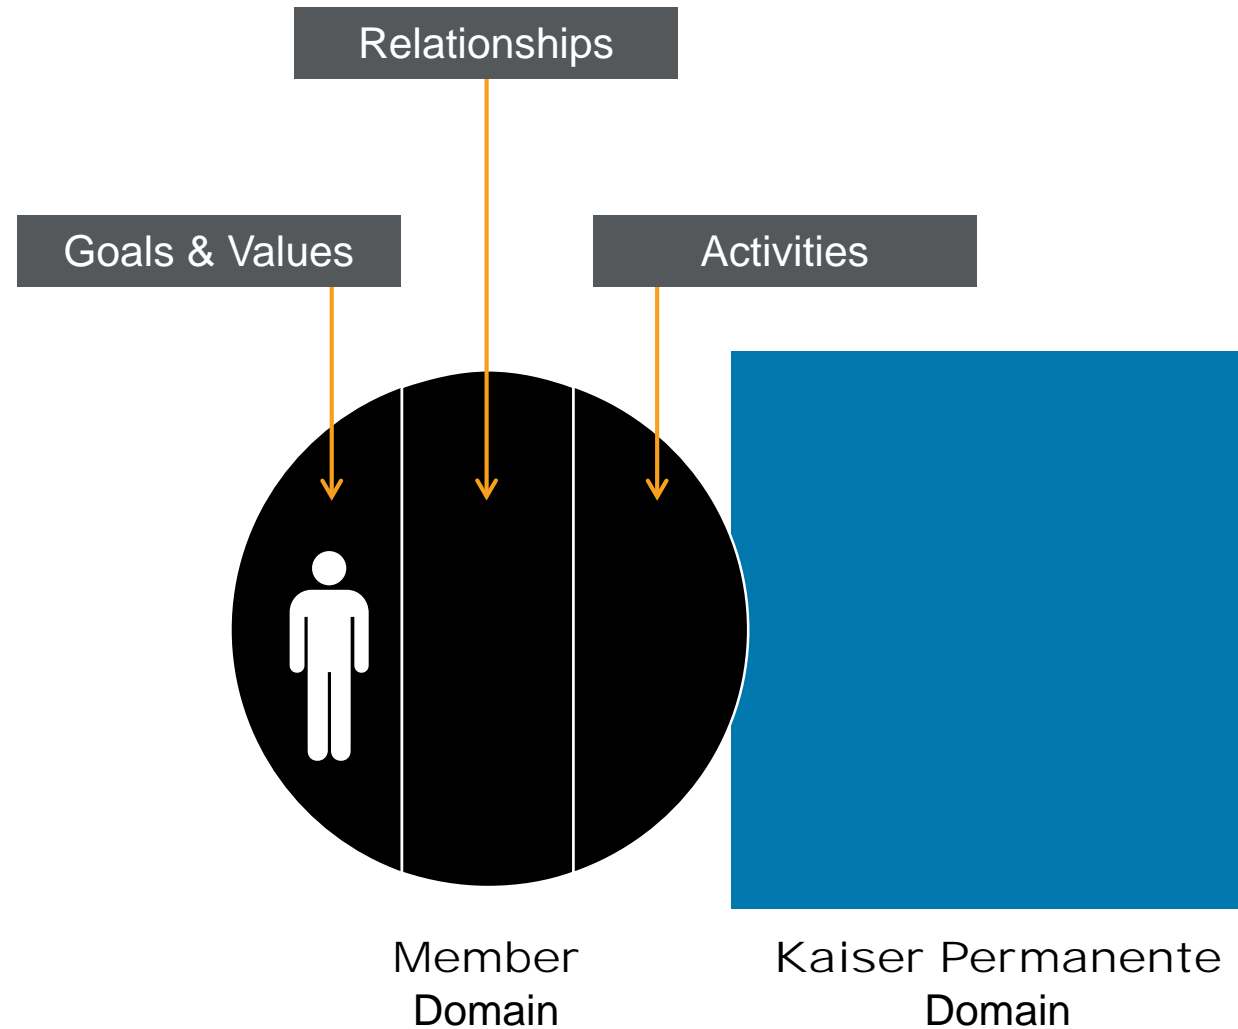 Relationships
Goals & Values
Activities
Member
Domain
Kaiser Permanente
Domain